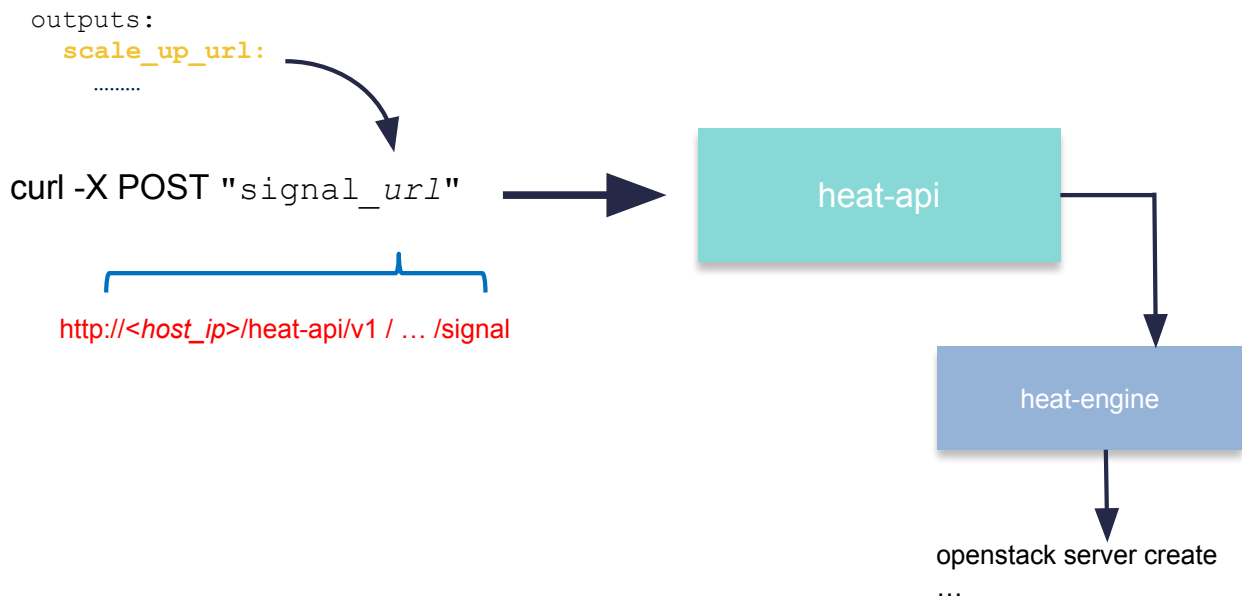 outputs:
scale_up_url:
.........
curl -X POST "signal_url"
heat-api
http://<host_ip>/heat-api/v1 / … /signal
heat-engine
openstack server create
…